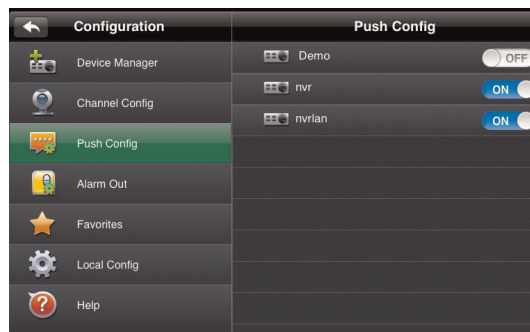 Configuration
Push Config
Device Manager
Channel Config
Push Config
Alarm Out
Favorites
Local Config
Help
Demo
OFF
nvr
ON
nvrlan
ON